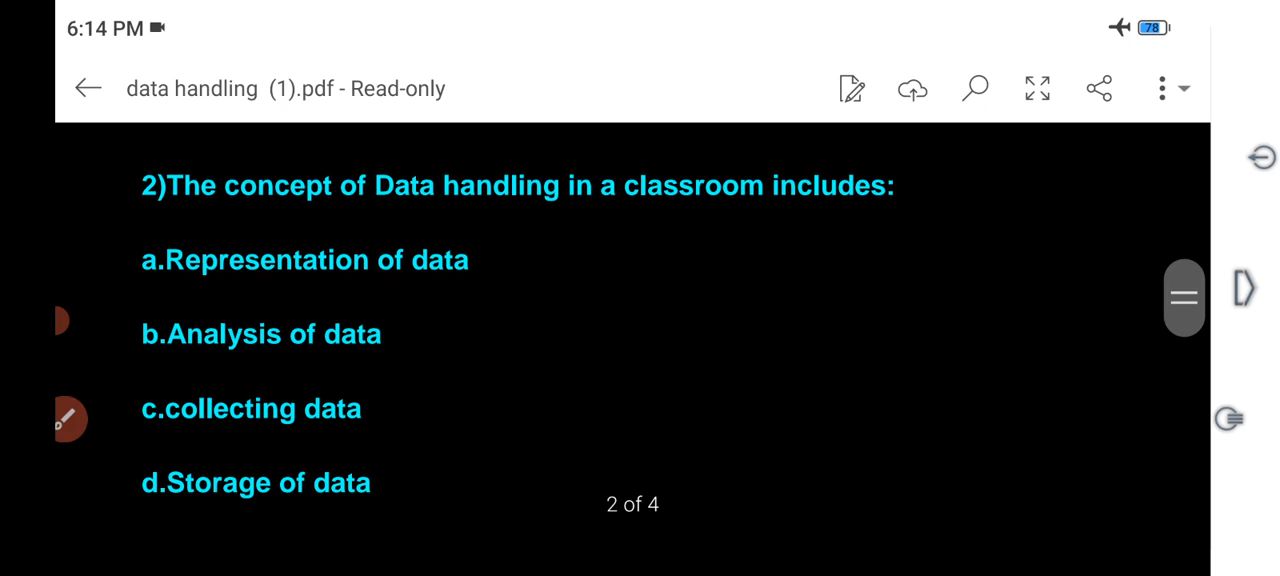 6:14 PM
78
data handling (1).pdf - Read-only
2)The concept of Data handling in a classroom includes:
a.Representation of data
b.Analysis of data
c.collecting data
d.Storage of data
2 of 4